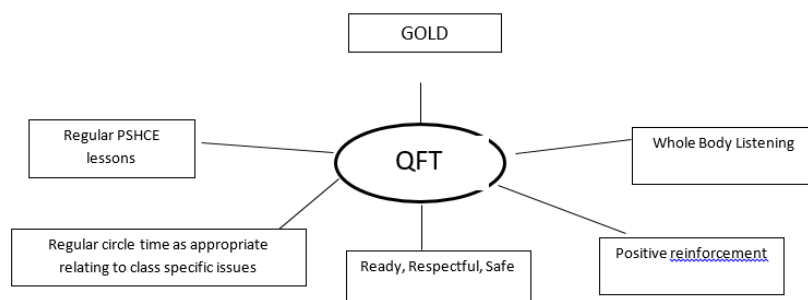 GOLD
Regular PSHCE
lessons
QFT
Whole Body Listening
Regular circle time as appropriate
relating to class specific issues
Ready, Respectful, Safe
Positive reinforcement